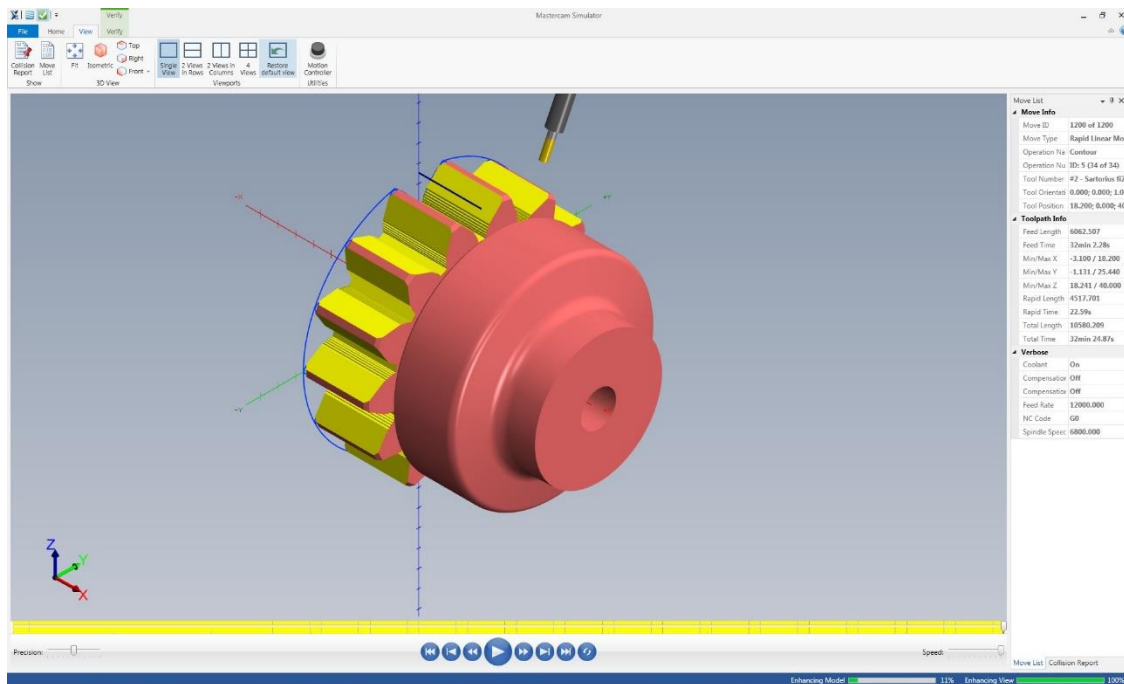 Verify
Mastercam Simulator
File Home View Verify
Collision Report
Move List
Fit
Isometric
Top
Right
Front
Single View
2 Views in Rows
2 Views in Columns
4 Views
Restore default view
Motion Controller
Show 3D View Viewports Utilities
-X
+Y
-Y
Z
Y
X
Move List
Move Info
Move ID 1200 of 1200
Move Type Rapid Linear Mo
Operation Na Contour
Operation Nu ID: 5 (34 of 34)
Tool Number #2 - Sartorius
Tool Orientati 0.000; 0.000; 1.0
Tool Position 18.200; 0.000; 40
Toolpath Info
Feed Length 6062.507
Feed Time 32min 2.28s
Min/Max X -3.100 / 18.200
Min/Max Y -1.131 / 25.440
Min/Max Z 18.241 / 40.000
Rapid Length 4517.701
Rapid Time 22.59s
Total Length 10580.209
Total Time 32min 24.87s
Verbose
Coolant On
Compensation Off
Compensation Off
Feed Rate 12000.000
NC Code G0
Spindle Speed 6800.000
Precision:
Speed:
Move List Collision Report
Enhancing Model 11% Enhancing View 100%